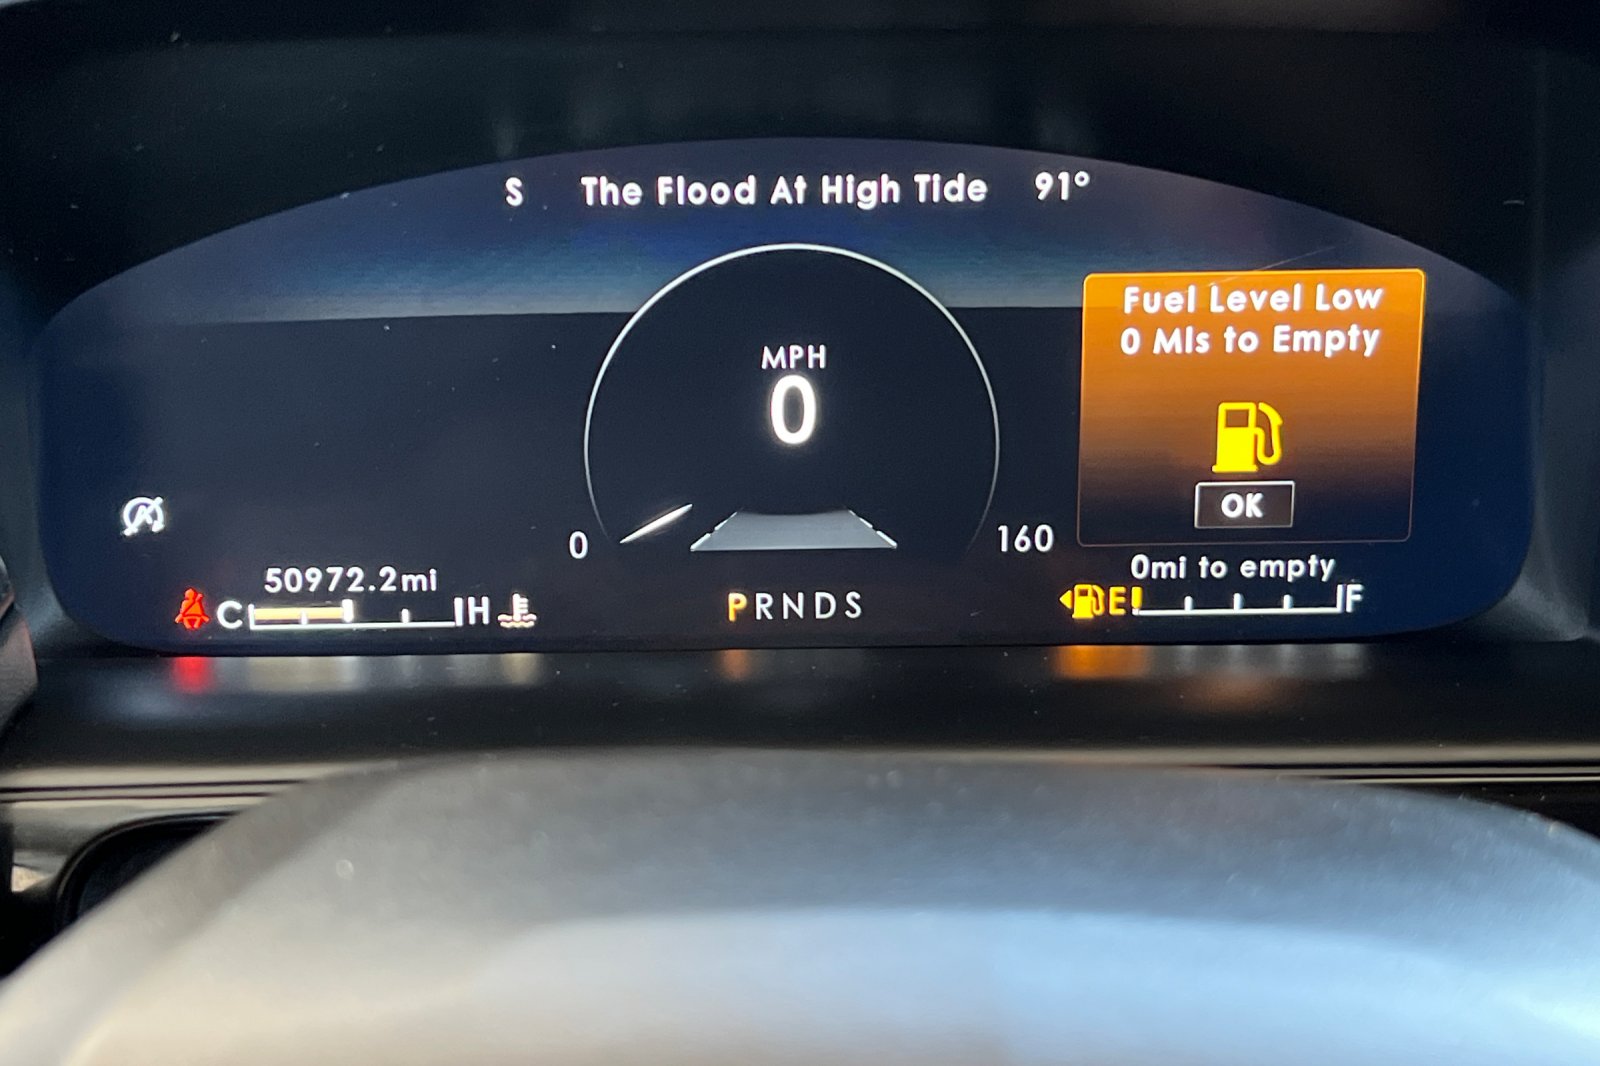 S The Flood At High Tide 91°
Fuel Level Low
0 MIs to Empty
MPH
0
OK
0 160
0mi to empty
50972.2mi
C H
PRNDS
E F